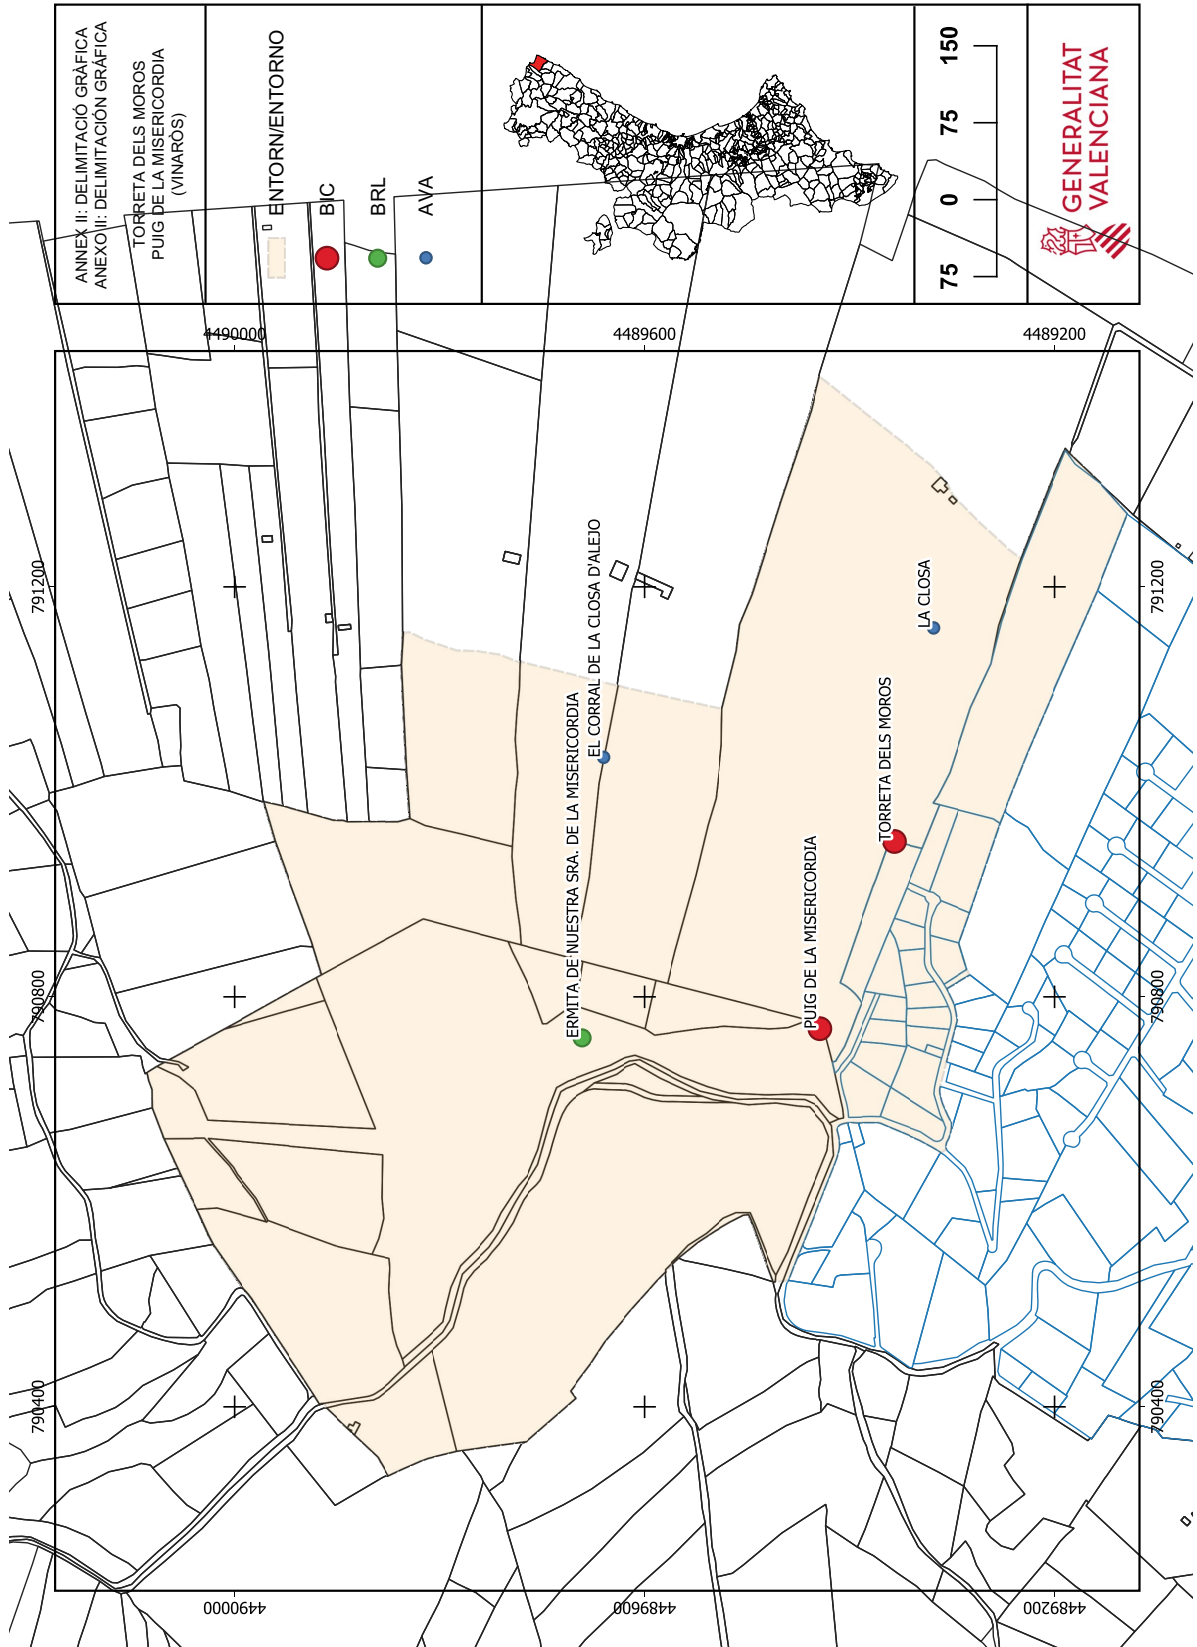 ANNEX II: DELIMITACIÓ GRÀFICA
ANEXO II: DELIMITACIÓN GRÁFICA
TORRETA DELS MOROS
PUIG DE LA MISERICORDIA
(VINARÒS)
ENTORN/ENTORNO
BIC
BRL
AVA
75 0 75 150
GENERALITAT
VALENCIANA
4490000
4489600
4489200
791200
790800
790400
791200
790800
790400
4490000
4489600
4489200
EL CORRAL DE LA CLOSA D'ALEJO
ERMITA DE NUESTRA SRA. DE LA MISERICORDIA
LA CLOSA
TORRETA DELS MOROS
PUIG DE LA MISERICORDIA